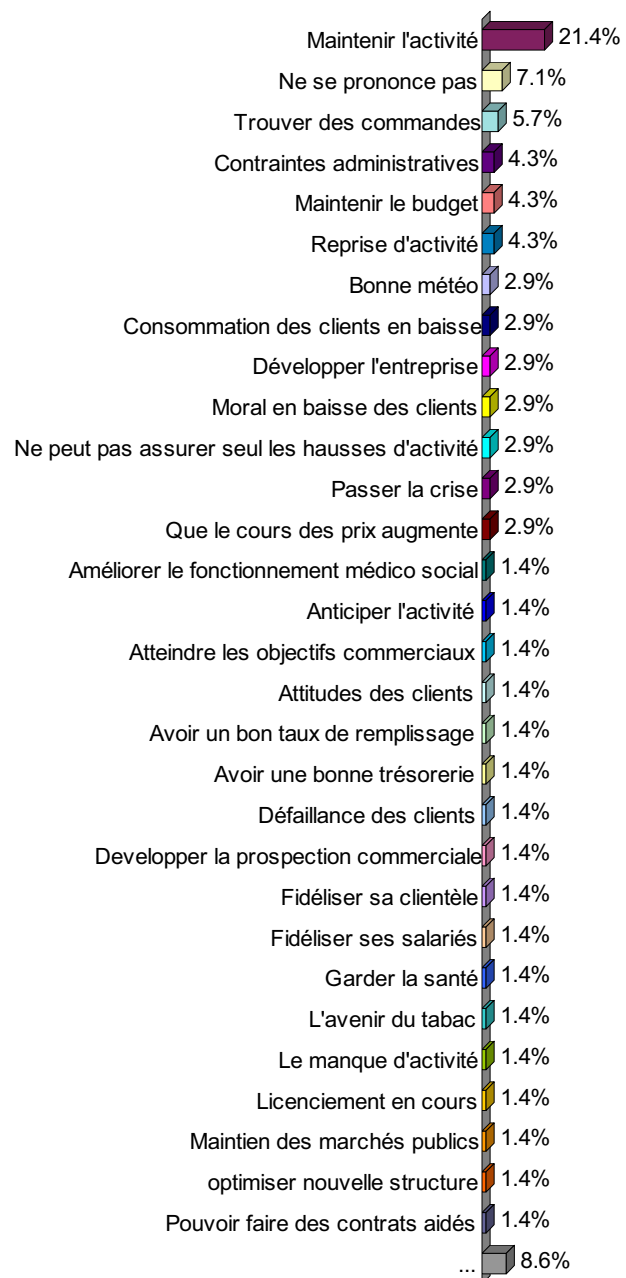 Maintenir l'activité 21.4%
Ne se prononce pas 7.1%
Trouver des commandes 5.7%
Contraintes administratives 4.3%
Maintenir le budget 4.3%
Reprise d'activité 4.3%
Bonne météo 2.9%
Consommation des clients en baisse 2.9%
Développer l'entreprise 2.9%
Moral en baisse des clients 2.9%
Ne peut pas assurer seul les hausses d'activité 2.9%
Passer la crise 2.9%
Que le cours des prix augmente 2.9%
Améliorer le fonctionnement médico social 1.4%
Anticiper l'activité 1.4%
Atteindre les objectifs commerciaux 1.4%
Attitudes des clients 1.4%
Avoir un bon taux de remplissage 1.4%
Avoir une bonne trésorerie 1.4%
Défaillance des clients 1.4%
Developper la prospection commerciale 1.4%
Fidéliser sa clientèle 1.4%
Fidéliser ses salariés 1.4%
Garder la santé 1.4%
L'avenir du tabac 1.4%
Le manque d'activité 1.4%
Licenciement en cours 1.4%
Maintien des marchés publics 1.4%
optimiser nouvelle structure 1.4%
Pouvoir faire des contrats aidés 1.4%
... 8.6%